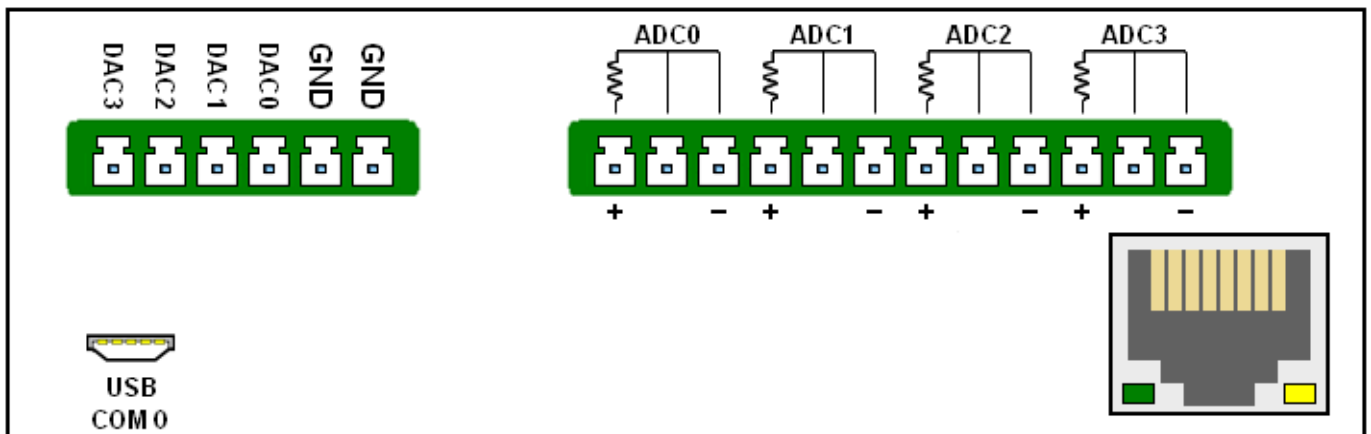 DAC3 DAC2 DAC1 DAC0 GND GND
ADC0 ADC1 ADC2 ADC3
+ − + − + − + −
USB
COM 0